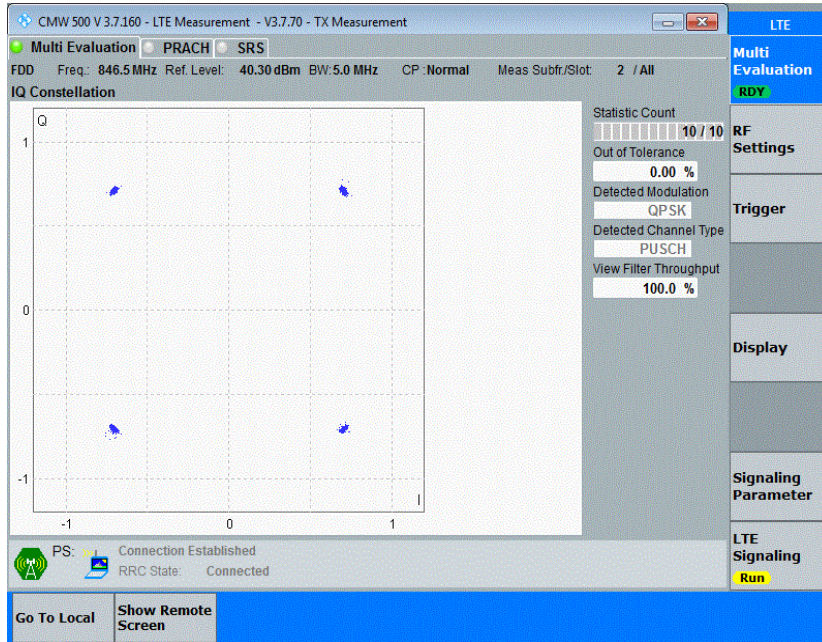 CMW 500 V 3.7.160 - LTE Measurement - V3.7.70 - TX Measurement
LTE
Multi Evaluation PRACH SRS
Multi
Evaluation
RDY
FDD Freq.: 846.5 MHz Ref. Level: 40.30 dBm BW: 5.0 MHz CP : Normal Meas Subfr./Slot: 2 / All
IQ Constellation
Q
1
0
-1
I
-1 0 1
Statistic Count
10 / 10
Out of Tolerance
0.00 %
Detected Modulation
QPSK
Detected Channel Type
PUSCH
View Filter Throughput
100.0 %
RF
Settings
Trigger
Display
Signaling
Parameter
LTE
Signaling
Run
PS: Connection Established
RRC State: Connected
Go To Local
Show Remote
Screen